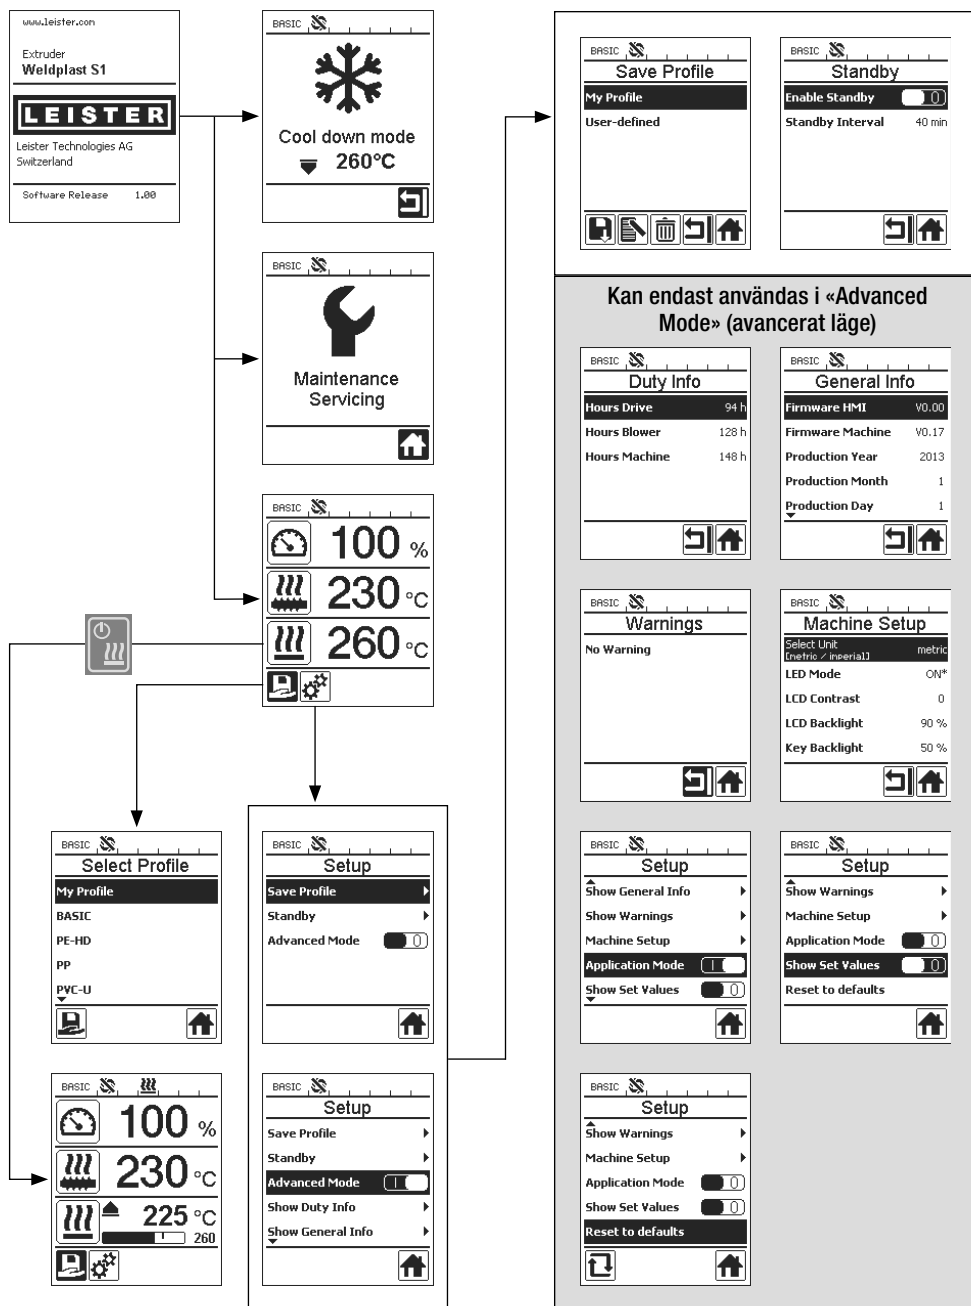 www.leister.com
Extruder
Weldplast S1
LEISTER
Leister Technologies AG
Switzerland
Software Release 1.00
BASIC
Cool down mode
260°C
BASIC
Maintenance
Servicing
BASIC
100 %
230 °C
260 °C
BASIC
Select Profile
My Profile
BASIC
PE-HD
PP
PVC-U
BASIC
100 %
230 °C
225 °C
260
BASIC
Setup
Save Profile
Standby
Advanced Mode 0
BASIC
Setup
Save Profile
Standby
Advanced Mode I
Show Duty Info
Show General Info
BASIC
Save Profile
My Profile
User-defined
BASIC
Standby
Enable Standby 0
Standby Interval 40 min
Kan endast användas i «Advanced
Mode» (avancerat läge)
BASIC
Duty Info
Hours Drive 94 h
Hours Blower 128 h
Hours Machine 148 h
BASIC
General Info
Firmware HMI V0.00
Firmware Machine V0.17
Production Year 2013
Production Month 1
Production Day 1
BASIC
Warnings
No Warning
BASIC
Machine Setup
Select Unit
[metric / imperial] metric
LED Mode ON*
LCD Contrast 0
LCD Backlight 90 %
Key Backlight 50 %
BASIC
Setup
Show General Info
Show Warnings
Machine Setup
Application Mode I
Show Set Values 0
BASIC
Setup
Show Warnings
Machine Setup
Application Mode 0
Show Set Values 0
Reset to defaults
BASIC
Setup
Show Warnings
Machine Setup
Application Mode 0
Show Set Values 0
Reset to defaults